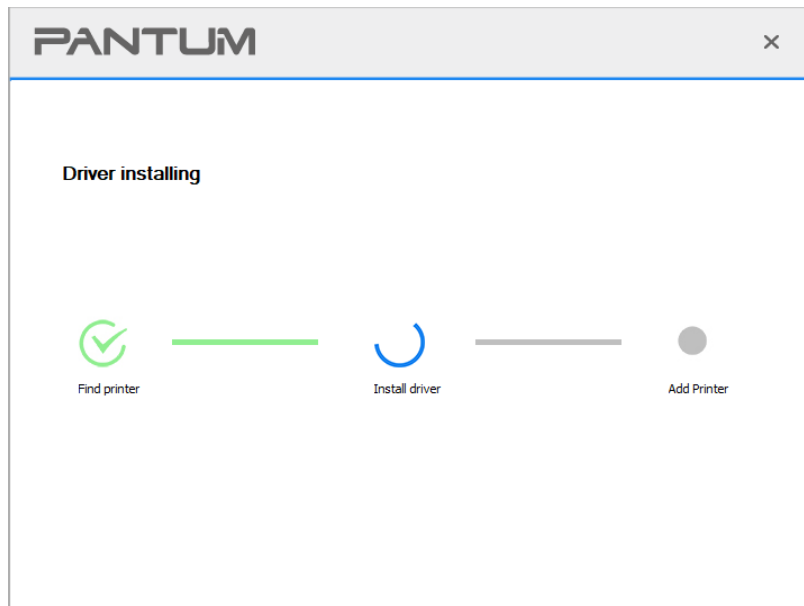 PANTUM
Driver installing
Find printer
Install driver
Add Printer